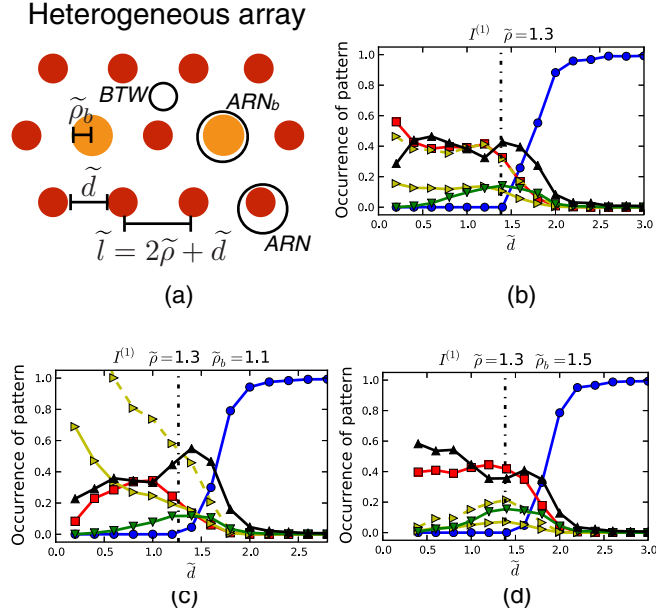 Heterogeneous array
BTW
ρ̃_b
ARN_b
d̃
l̃ = 2ρ̃ + d̃
ARN
(a)
I^(1) ρ̃=1.3
Occurrence of pattern
1.0
0.8
0.6
0.4
0.2
0.0
0.0 0.5 1.0 1.5 2.0 2.5 3.0
d̃
(b)
I^(1) ρ̃=1.3 ρ̃_b=1.1
Occurrence of pattern
1.0
0.8
0.6
0.4
0.2
0.0
0.0 0.5 1.0 1.5 2.0 2.5
d̃
(c)
I^(1) ρ̃=1.3 ρ̃_b=1.5
Occurrence of pattern
1.0
0.8
0.6
0.4
0.2
0.0
0.0 0.5 1.0 1.5 2.0 2.5 3.0
d̃
(d)